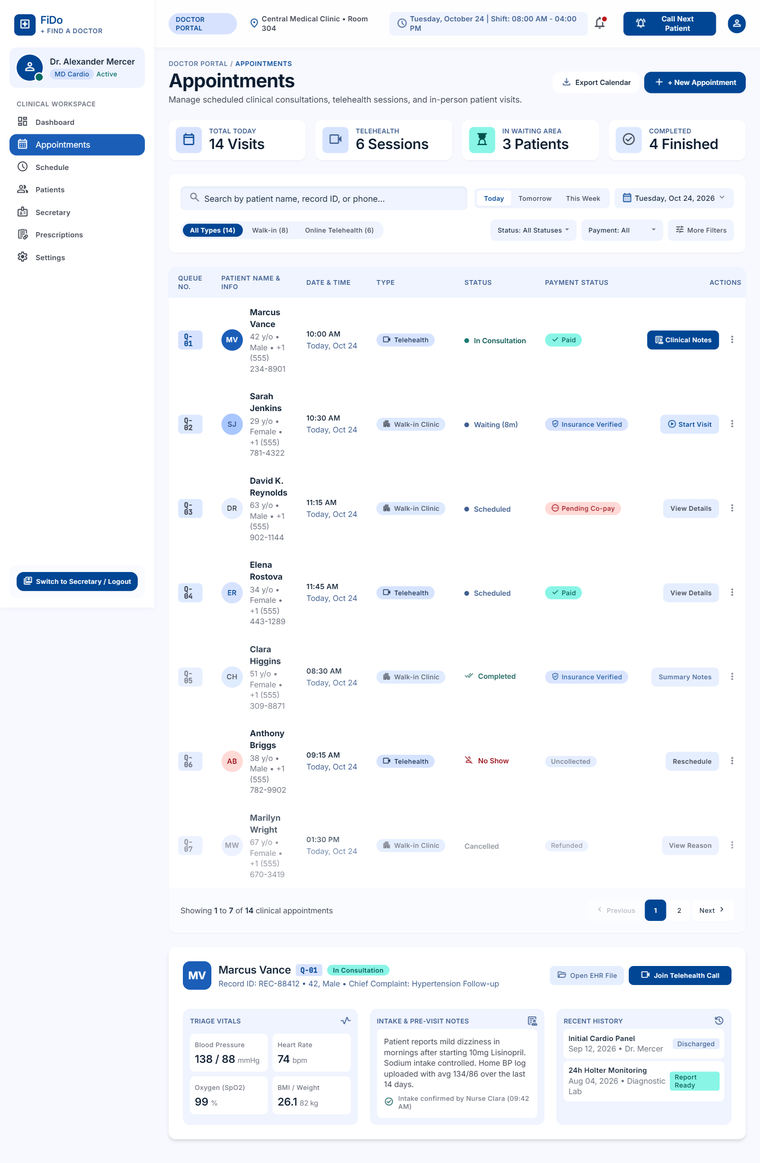 FiDo
+ FIND A DOCTOR
Dr. Alexander Mercer
MD Cardio Active
CLINICAL WORKSPACE
Dashboard
Appointments
Schedule
Patients
Secretary
Prescriptions
Settings
Switch to Secretary / Logout
DOCTOR
PORTAL
Central Medical Clinic • Room
304
Tuesday, October 24 | Shift: 08:00 AM - 04:00
PM
Call Next
Patient
DOCTOR PORTAL / APPOINTMENTS
Appointments
Manage scheduled clinical consultations, telehealth sessions, and in-person patient visits.
Export Calendar
+ New Appointment
TOTAL TODAY
14 Visits
TELEHEALTH
6 Sessions
IN WAITING AREA
3 Patients
COMPLETED
4 Finished
Search by patient name, record ID, or phone...
Today Tomorrow This Week
Tuesday, Oct 24, 2026
All Types (14) Walk-in (8) Online Telehealth (6)
Status: All Statuses
Payment: All
More Filters
QUEUE
NO.
PATIENT NAME &
INFO
DATE & TIME
TYPE
STATUS
PAYMENT STATUS
ACTIONS
Q-
01
MV
Marcus
Vance
42 y/o •
Male • +1
(555)
234-8901
10:00 AM
Today, Oct 24
Telehealth
In Consultation
Paid
Clinical Notes
Q-
02
SJ
Sarah
Jenkins
29 y/o •
Female •
+1 (555)
781-4322
10:30 AM
Today, Oct 24
Walk-in Clinic
Waiting (8m)
Insurance Verified
Start Visit
Q-
03
DR
David K.
Reynolds
63 y/o •
Male • +1
(555)
902-1144
11:15 AM
Today, Oct 24
Walk-in Clinic
Scheduled
Pending Co-pay
View Details
Q-
04
ER
Elena
Rostova
34 y/o •
Female •
+1 (555)
443-1289
11:45 AM
Today, Oct 24
Telehealth
Scheduled
Paid
View Details
Q-
05
CH
Clara
Higgins
51 y/o •
Female •
+1 (555)
309-8871
08:30 AM
Today, Oct 24
Walk-in Clinic
Completed
Insurance Verified
Summary Notes
Q-
06
AB
Anthony
Briggs
38 y/o •
Male • +1
(555)
782-9902
09:15 AM
Today, Oct 24
Telehealth
No Show
Uncollected
Reschedule
Q-
07
MW
Marilyn
Wright
67 y/o •
Female •
+1 (555)
670-3419
01:30 PM
Today, Oct 24
Walk-in Clinic
Cancelled
Refunded
View Reason
Showing 1 to 7 of 14 clinical appointments
Previous 1 2 Next
MV
Marcus Vance Q-01 In Consultation
Record ID: REC-88412 • 42, Male • Chief Complaint: Hypertension Follow-up
Open EHR File
Join Telehealth Call
TRIAGE VITALS
Blood Pressure
138 / 88 mmHg
Heart Rate
74 bpm
Oxygen (SpO2)
99 %
BMI / Weight
26.1 82 kg
INTAKE & PRE-VISIT NOTES
Patient reports mild dizziness in
mornings after starting 10mg Lisinopril.
Sodium intake controlled. Home BP log
uploaded with avg 134/86 over the last
14 days.
Intake confirmed by Nurse Clara (09:42
AM)
RECENT HISTORY
Initial Cardio Panel
Sep 12, 2026 • Dr. Mercer
Discharged
24h Holter Monitoring
Aug 04, 2026 • Diagnostic
Lab
Report
Ready